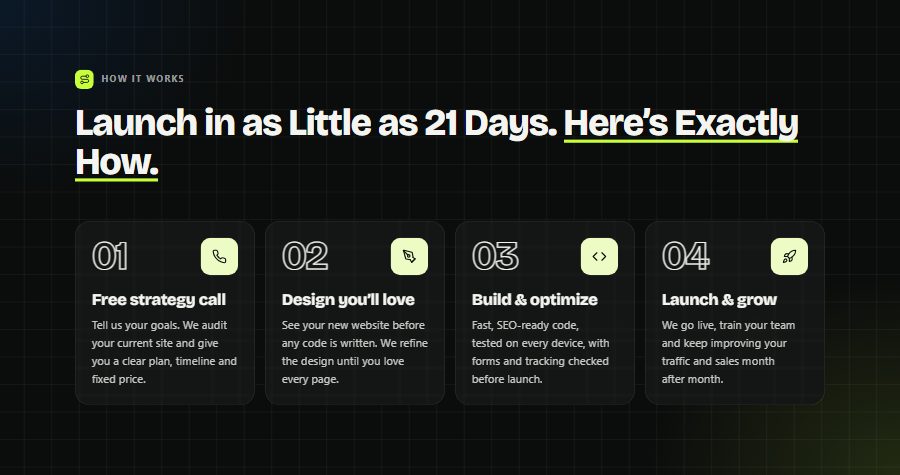 HOW IT WORKS
Launch in as Little as 21 Days. Here's Exactly
How.
01
Free strategy call
Tell us your goals. We audit
your current site and give
you a clear plan, timeline and
fixed price.
02
Design you'll love
See your new website before
any code is written. We refine
the design until you love
every page.
03
Build & optimize
Fast, SEO-ready code,
tested on every device, with
forms and tracking checked
before launch.
04
Launch & grow
We go live, train your team
and keep improving your
traffic and sales month
after month.